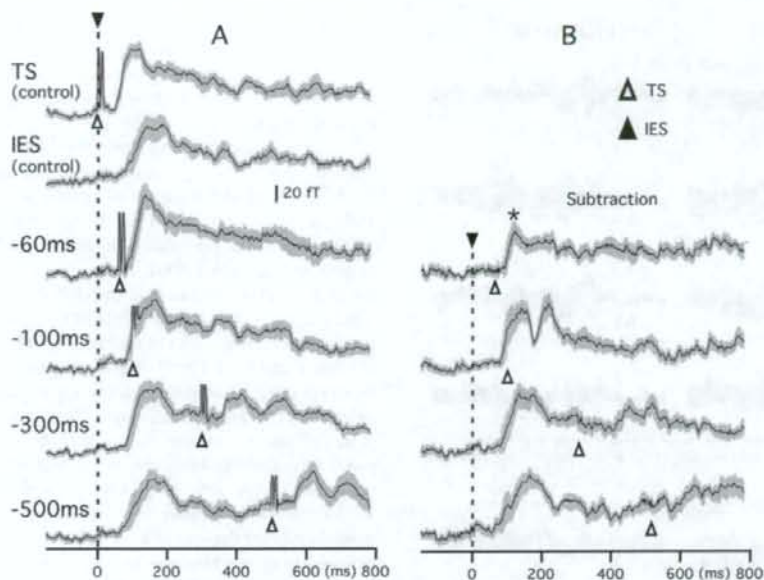 A
B
TS
(control)
TS
IES
IES
(control)
20 fT
Subtraction
-60ms
*
-100ms
-300ms
-500ms
0 200 400 600 (ms) 800
0 200 400 600 (ms) 800